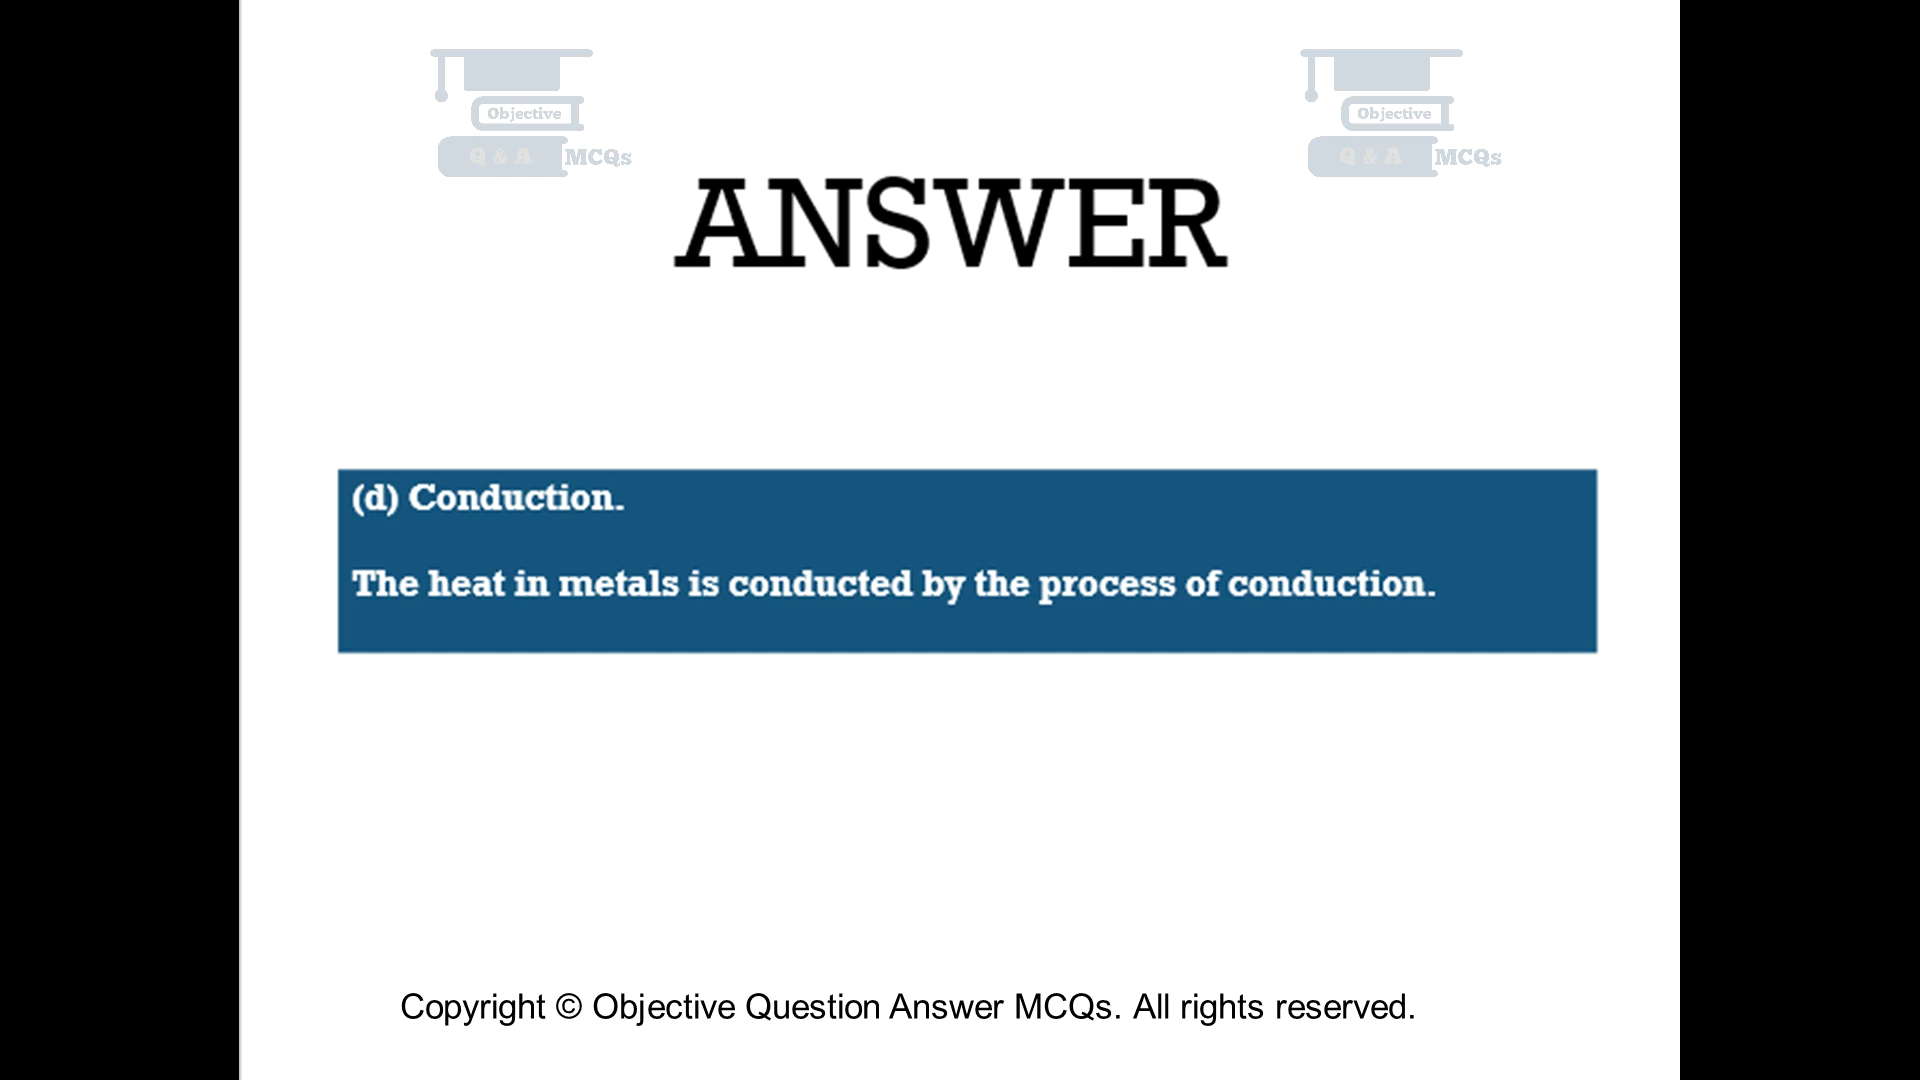 Objective
Q & A MCQs
Objective
Q & A MCQs
ANSWER
(d) Conduction.
The heat in metals is conducted by the process of conduction.
Copyright © Objective Question Answer MCQs. All rights reserved.